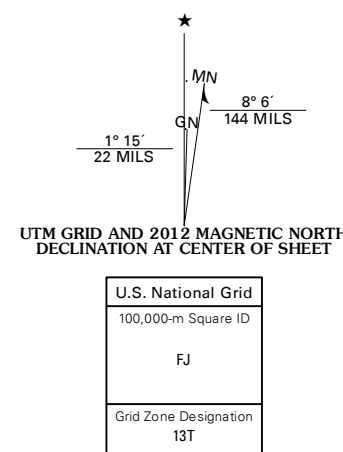 ★
MN
GN
8° 6´
144 MILS
1° 15´
22 MILS
UTM GRID AND 2012 MAGNETIC NORTH
DECLINATION AT CENTER OF SHEET
U.S. National Grid
100,000-m Square ID
FJ
Grid Zone Designation
13T